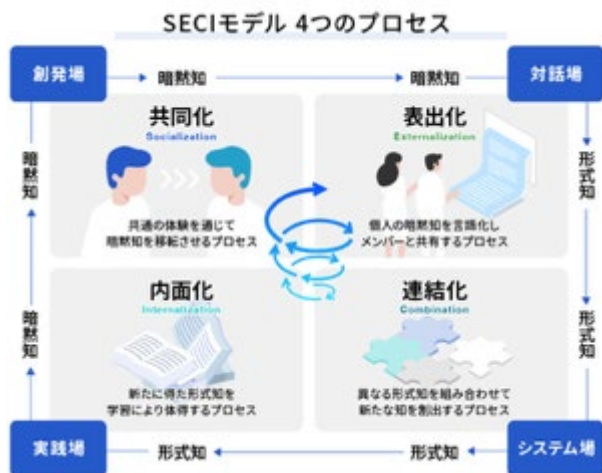 SECIモデル 4つのプロセス
創発場
暗黙知
暗黙知
対話場
共同化
Socialization
共通の体験を通じて
暗黙知を移転させるプロセス
表出化
Externalization
個人の暗黙知を言語化し
メンバーと共有するプロセス
暗黙知
形式知
内面化
Internalization
新たに得た形式知を
学習により体得するプロセス
連結化
Combination
異なる形式知を組み合わせて
新たな知を創出するプロセス
暗黙知
形式知
実践場
形式知
形式知
システム場